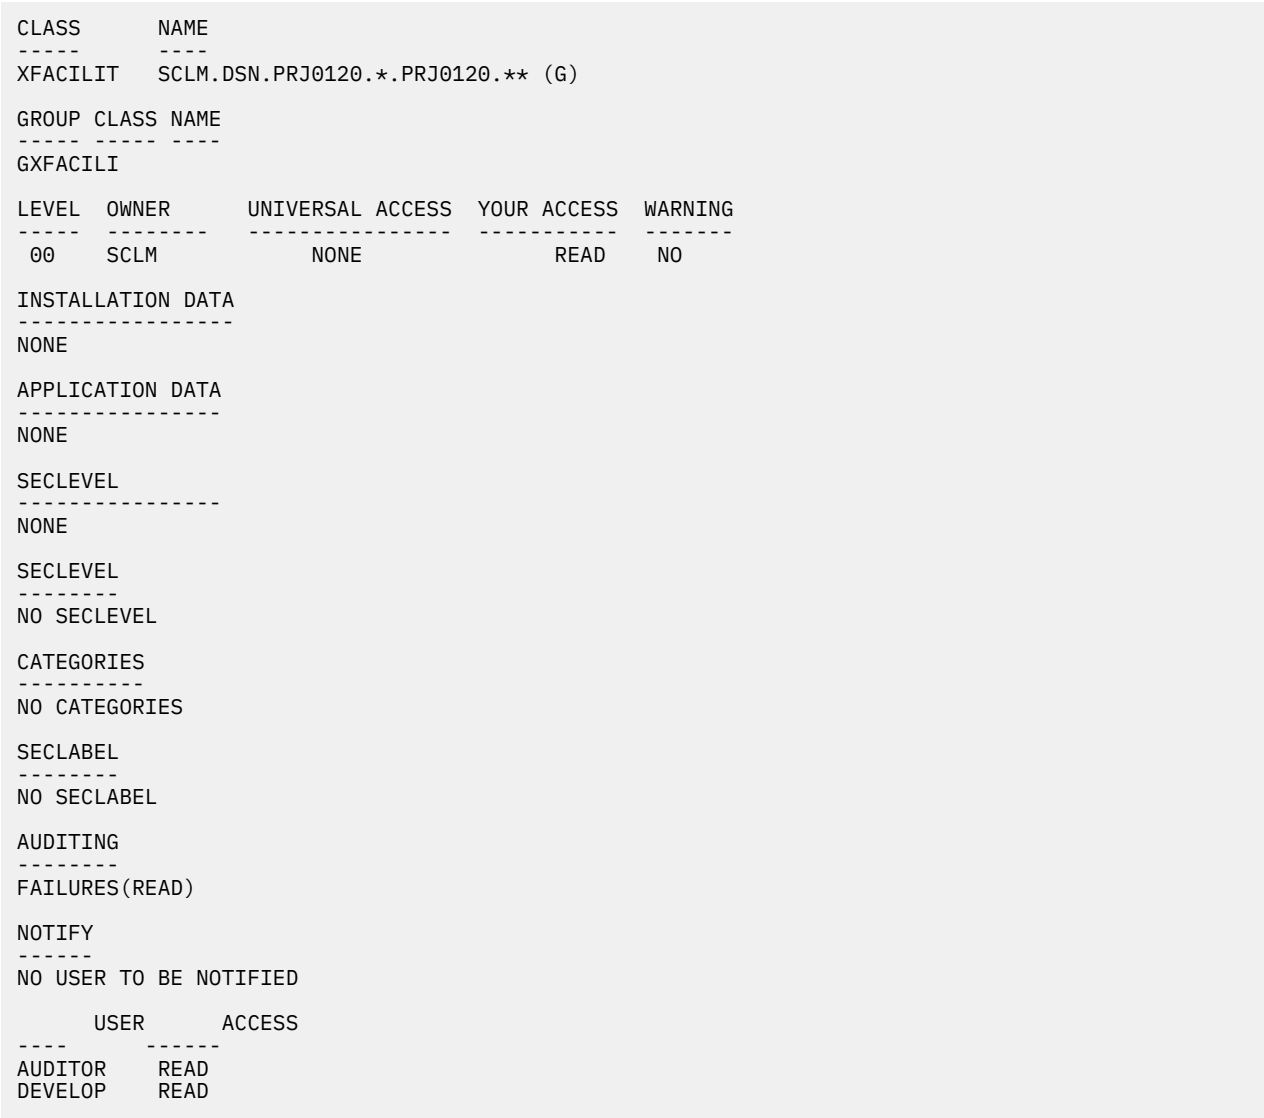 CLASS      NAME
-----      ----
XFACILIT   SCLM.DSN.PRJ0120.*.PRJ0120.** (G)
GROUP CLASS NAME
----- ----- ----
GXFACILI
LEVEL  OWNER      UNIVERSAL ACCESS  YOUR ACCESS  WARNING
-----  --------   ----------------  -----------  -------
 00    SCLM            NONE               READ    NO
INSTALLATION DATA
-----------------
NONE
APPLICATION DATA
----------------
NONE
SECLEVEL
----------------
NONE
SECLEVEL
--------
NO SECLEVEL
CATEGORIES
----------
NO CATEGORIES
SECLABEL
--------
NO SECLABEL
AUDITING
--------
FAILURES(READ)
NOTIFY
------
NO USER TO BE NOTIFIED
      USER      ACCESS
----      ------
AUDITOR    READ
DEVELOP    READ